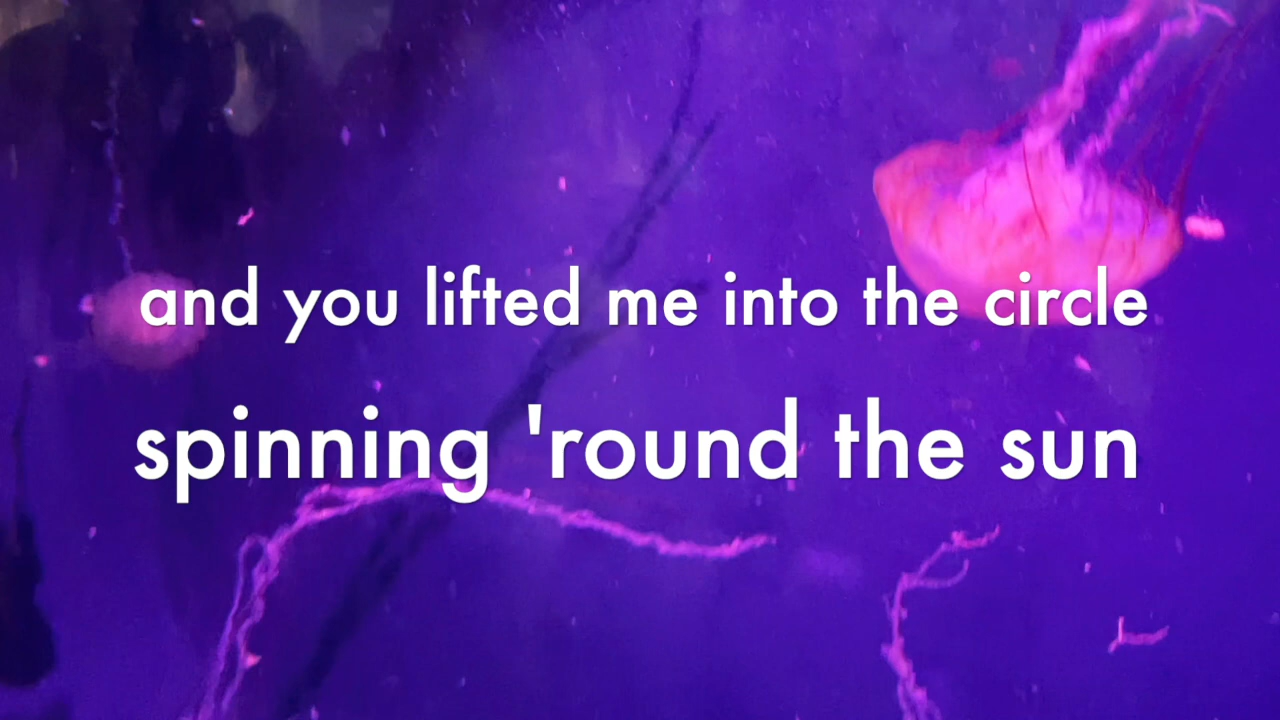 and you lifted me into the circle
spinning 'round the sun